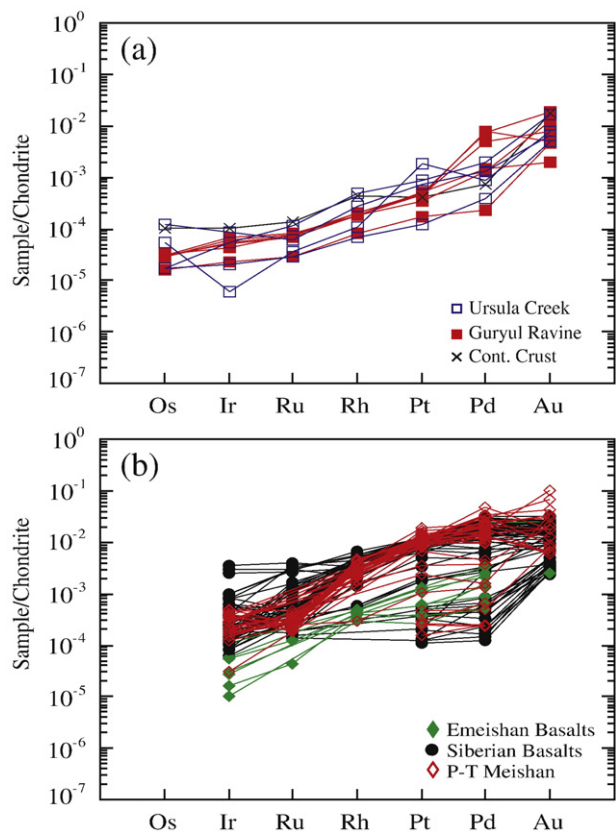 (a)
Sample/Chondrite
10^0
10^-1
10^-2
10^-3
10^-4
10^-5
10^-6
10^-7
Ursula Creek
Guryul Ravine
Cont. Crust
Os Ir Ru Rh Pt Pd Au
(b)
Sample/Chondrite
10^0
10^-1
10^-2
10^-3
10^-4
10^-5
10^-6
10^-7
Emeishan Basalts
Siberian Basalts
P-T Meishan
Os Ir Ru Rh Pt Pd Au